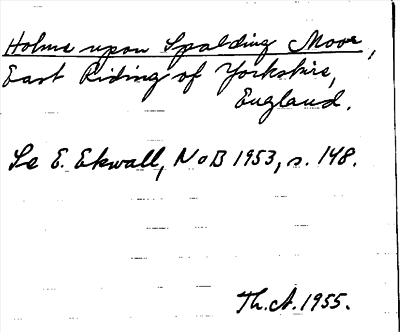 Holme upon Spalding Moor,
East Riding of Yorkshire,
England.
Se E. Ekwall, NoB 1953, s. 148.
Th.A. 1955.